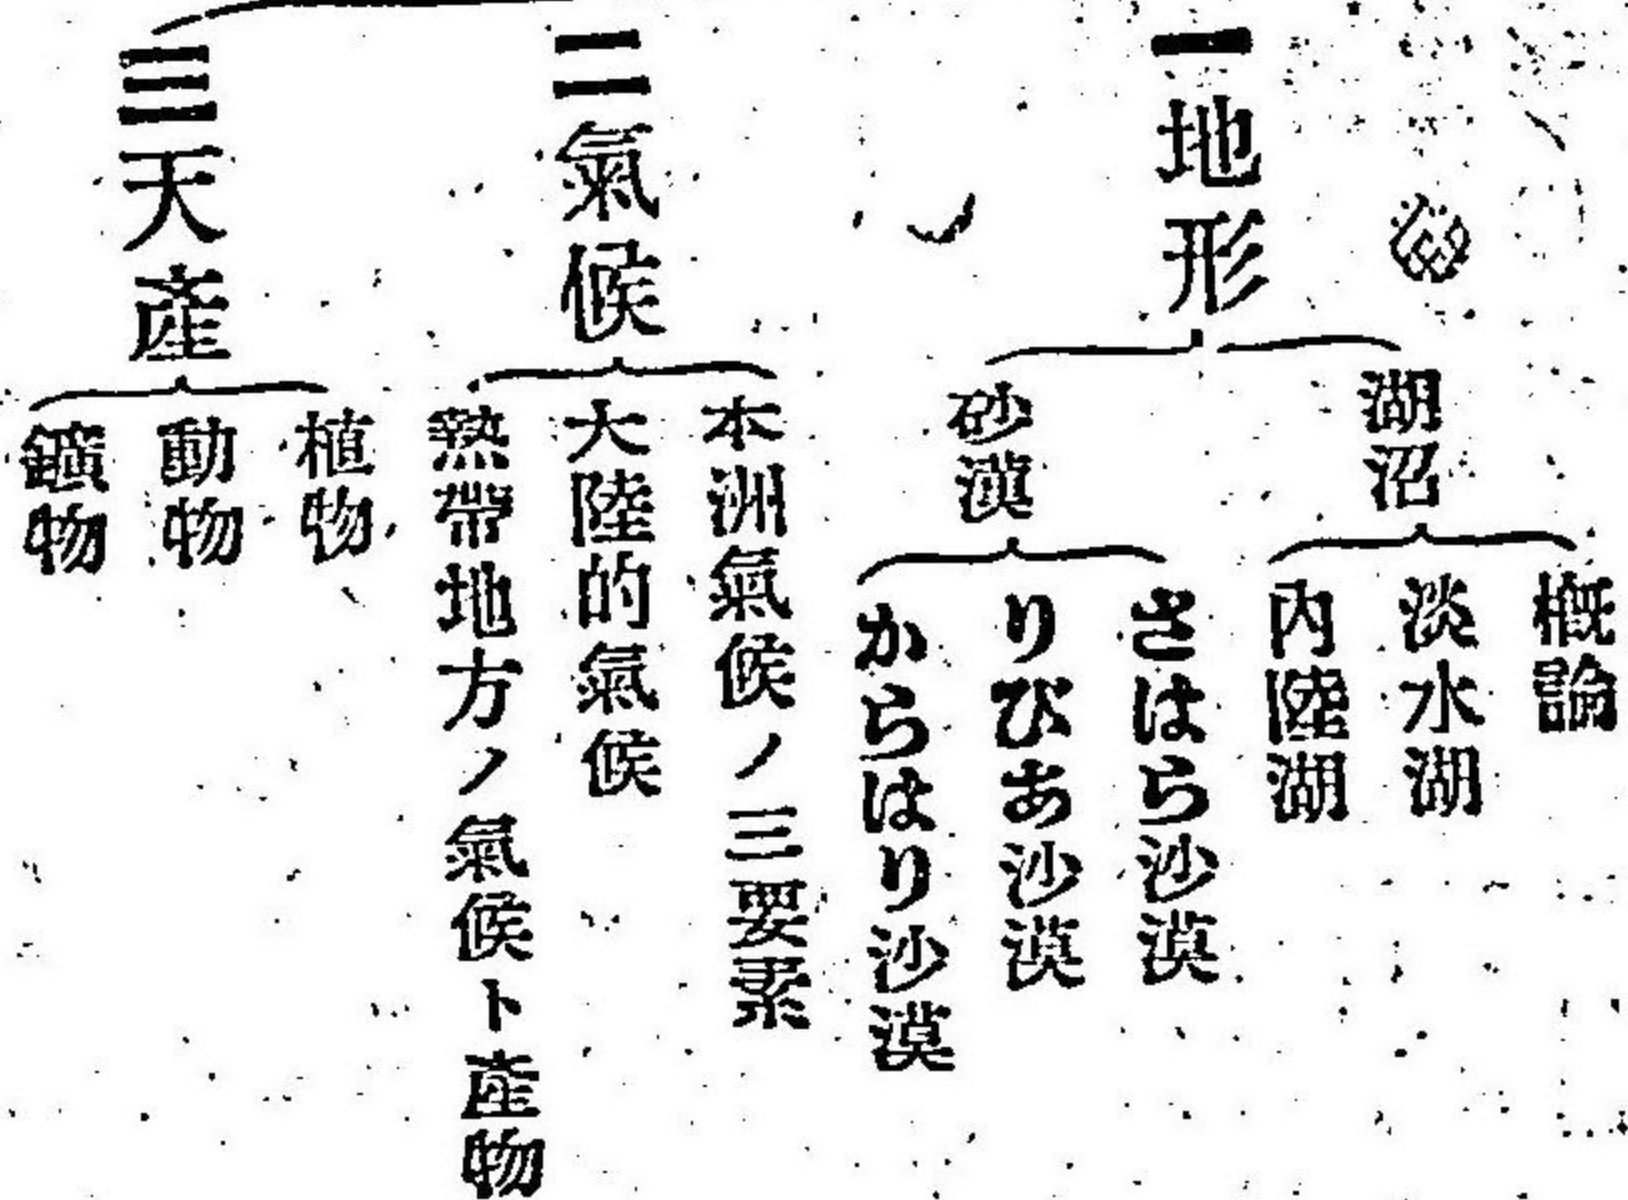 一地形
湖沼
概論
淡水湖
內陸湖
砂漠
さはら沙漠
りびあ沙漠
からはり沙漠
二氣候
本洲氣候ノ三要素
大陸的氣候
熱帶地方ノ氣候ト產物
三天產
植物
動物
鑛物